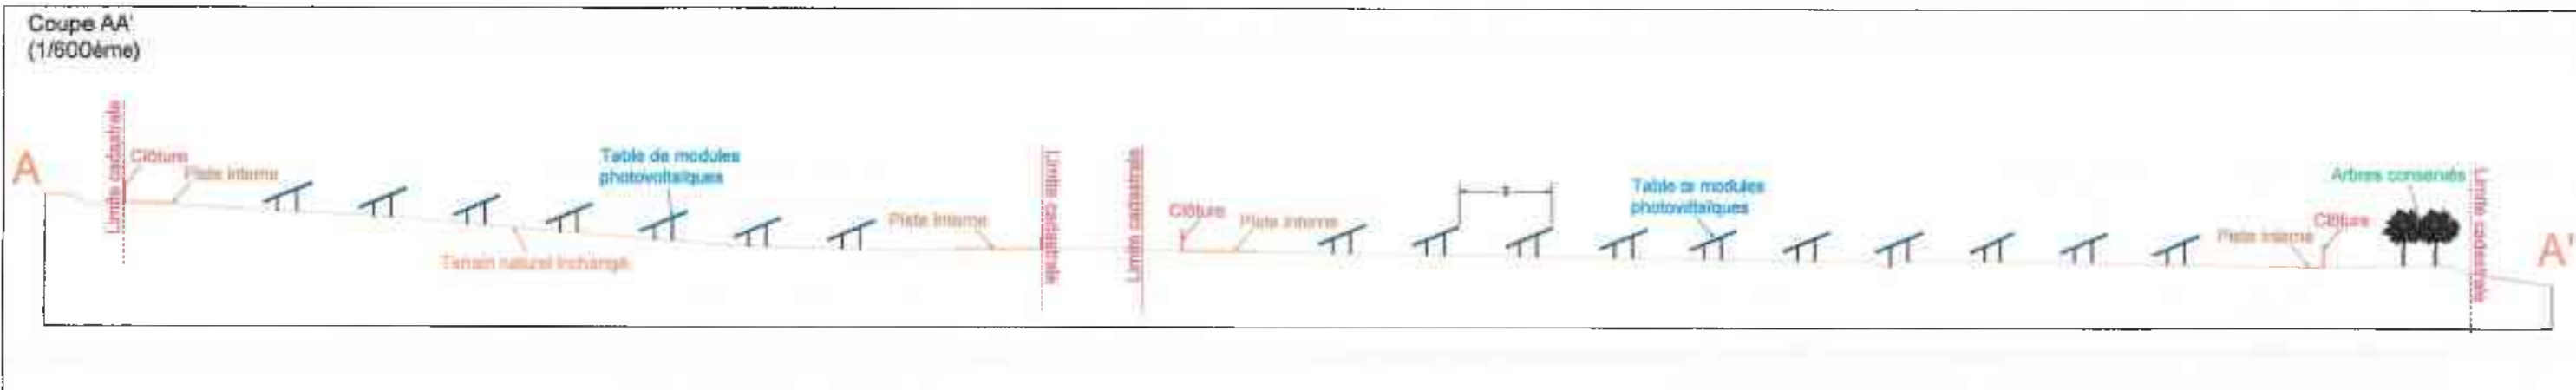 Coupe AA'
(1/600ème)
A
Limite cadastrale
Clôture
Piste interne
Table de modules
photovoltaïques
Terrain naturel inchangé
Piste interne
Limite cadastrale
Limite cadastrale
Clôture
Piste interne
Table de modules
photovoltaïques
Arbres conservés
Clôture
Piste interne
Limite cadastrale
A'